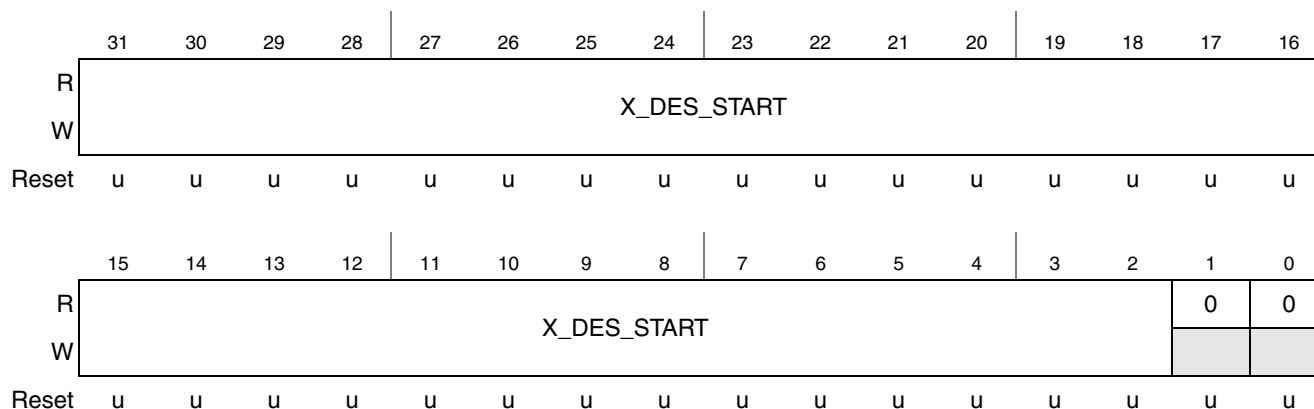 31 30 29 28 27 26 25 24 23 22 21 20 19 18 17 16
R
X_DES_START
W
Reset u u u u u u u u u u u u u u u u
15 14 13 12 11 10 9 8 7 6 5 4 3 2 1 0
R 0 0
X_DES_START
W
Reset u u u u u u u u u u u u u u u u